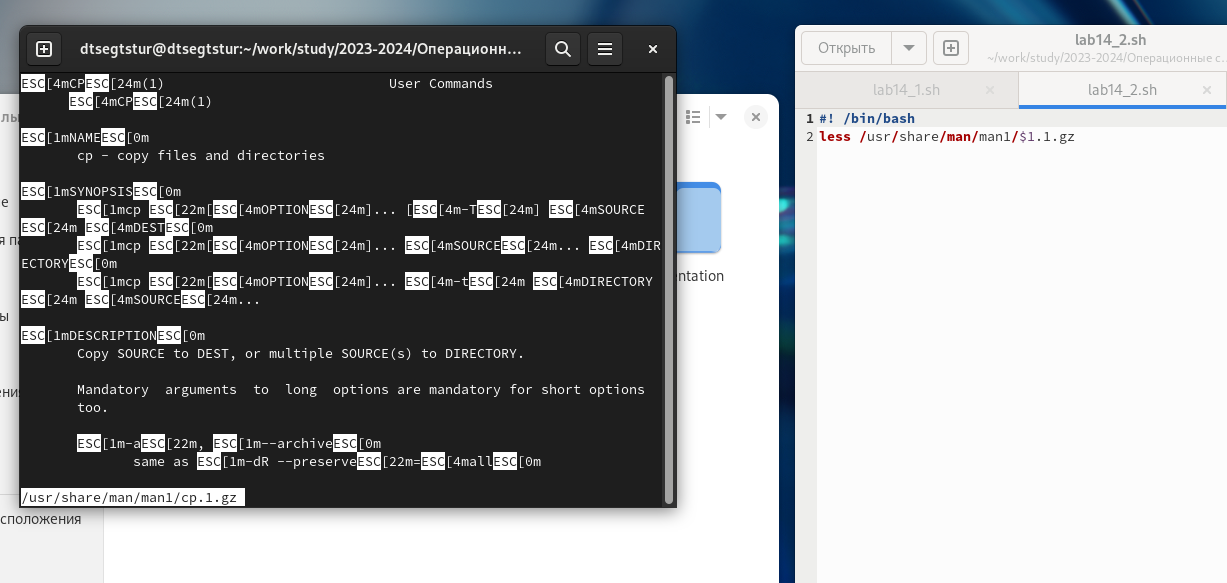 dtsegtstur@dtsegtstur:~/work/study/2023-2024/Операционн...
ESC[4mCPESC[24m(1)                            User Commands
      ESC[4mCPESC[24m(1)
ESC[1mNAMEESC[0m
       cp - copy files and directories
ESC[1mSYNOPSISESC[0m
       ESC[1mcp ESC[22m[ESC[4mOPTIONESC[24m]... [ESC[4m-TESC[24m] ESC[4mSOURCE
ESC[24m ESC[4mDESTESC[0m
       ESC[1mcp ESC[22m[ESC[4mOPTIONESC[24m]... ESC[4mSOURCEESC[24m... ESC[4mDIR
ECTORYESC[0m
       ESC[1mcp ESC[22m[ESC[4mOPTIONESC[24m]... ESC[4m-tESC[24m ESC[4mDIRECTORY
ESC[24m ESC[4mSOURCEESC[24m...
ESC[1mDESCRIPTIONESC[0m
       Copy SOURCE to DEST, or multiple SOURCE(s) to DIRECTORY.
       Mandatory  arguments  to  long  options are mandatory for short options
       too.
       ESC[1m-aESC[22m, ESC[1m--archiveESC[0m
              same as ESC[1m-dR --preserveESC[22m=ESC[4mallESC[0m
/usr/share/man/man1/cp.1.gz
ntation
сположения
Открыть
lab14_2.sh
~/work/study/2023-2024/Операционные с...
lab14_1.sh
lab14_2.sh
1 #! /bin/bash
2 less /usr/share/man/man1/$1.1.gz